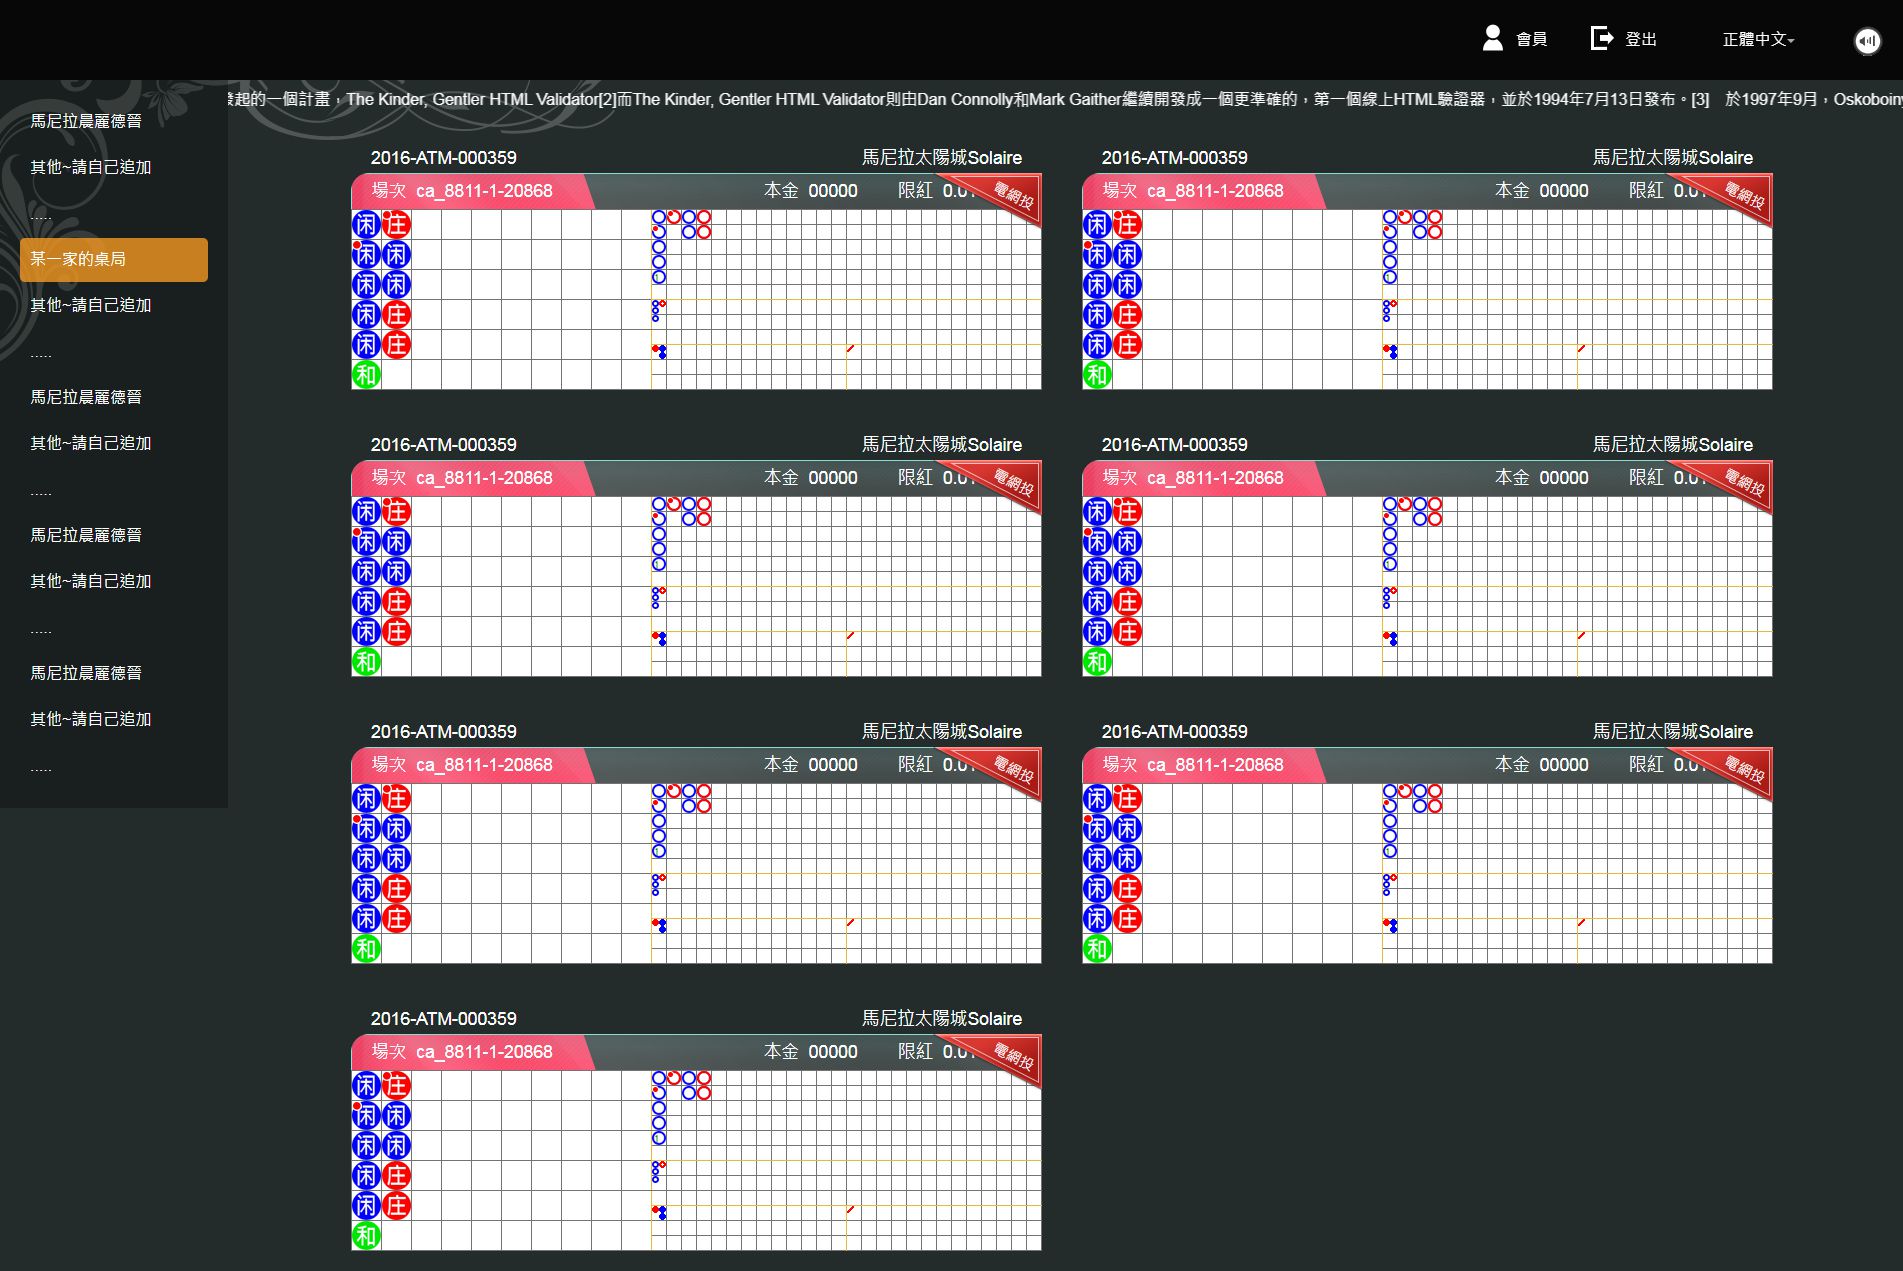 會員 登出 正體中文
起的一個計畫，The Kinder, Gentler HTML Validator[2]而The Kinder, Gentler HTML Validator則由Dan Connolly和Mark Gaither繼續開發成一個更準確的，第一個線上HTML驗證器，並於1994年7月13日發布。[3] 於1997年9月，Oskoboiny
馬尼拉晨麗德晉
其他~請自己追加
.....
某一家的桌局
其他~請自己追加
.....
馬尼拉晨麗德晉
其他~請自己追加
.....
馬尼拉晨麗德晉
其他~請自己追加
.....
馬尼拉晨麗德晉
其他~請自己追加
.....
2016-ATM-000359 馬尼拉太陽城Solaire
場次 ca_8811-1-20868 本金 00000 限紅 0.01 電網投
闲 庄
闲 闲
闲 闲
闲 庄
闲 庄
和
2016-ATM-000359 馬尼拉太陽城Solaire
場次 ca_8811-1-20868 本金 00000 限紅 0.01 電網投
闲 庄
闲 闲
闲 闲
闲 庄
闲 庄
和
2016-ATM-000359 馬尼拉太陽城Solaire
場次 ca_8811-1-20868 本金 00000 限紅 0.01 電網投
闲 庄
闲 闲
闲 闲
闲 庄
闲 庄
和
2016-ATM-000359 馬尼拉太陽城Solaire
場次 ca_8811-1-20868 本金 00000 限紅 0.01 電網投
闲 庄
闲 闲
闲 闲
闲 庄
闲 庄
和
2016-ATM-000359 馬尼拉太陽城Solaire
場次 ca_8811-1-20868 本金 00000 限紅 0.01 電網投
闲 庄
闲 闲
闲 闲
闲 庄
闲 庄
和
2016-ATM-000359 馬尼拉太陽城Solaire
場次 ca_8811-1-20868 本金 00000 限紅 0.01 電網投
闲 庄
闲 闲
闲 闲
闲 庄
闲 庄
和
2016-ATM-000359 馬尼拉太陽城Solaire
場次 ca_8811-1-20868 本金 00000 限紅 0.01 電網投
闲 庄
闲 闲
闲 闲
闲 庄
闲 庄
和